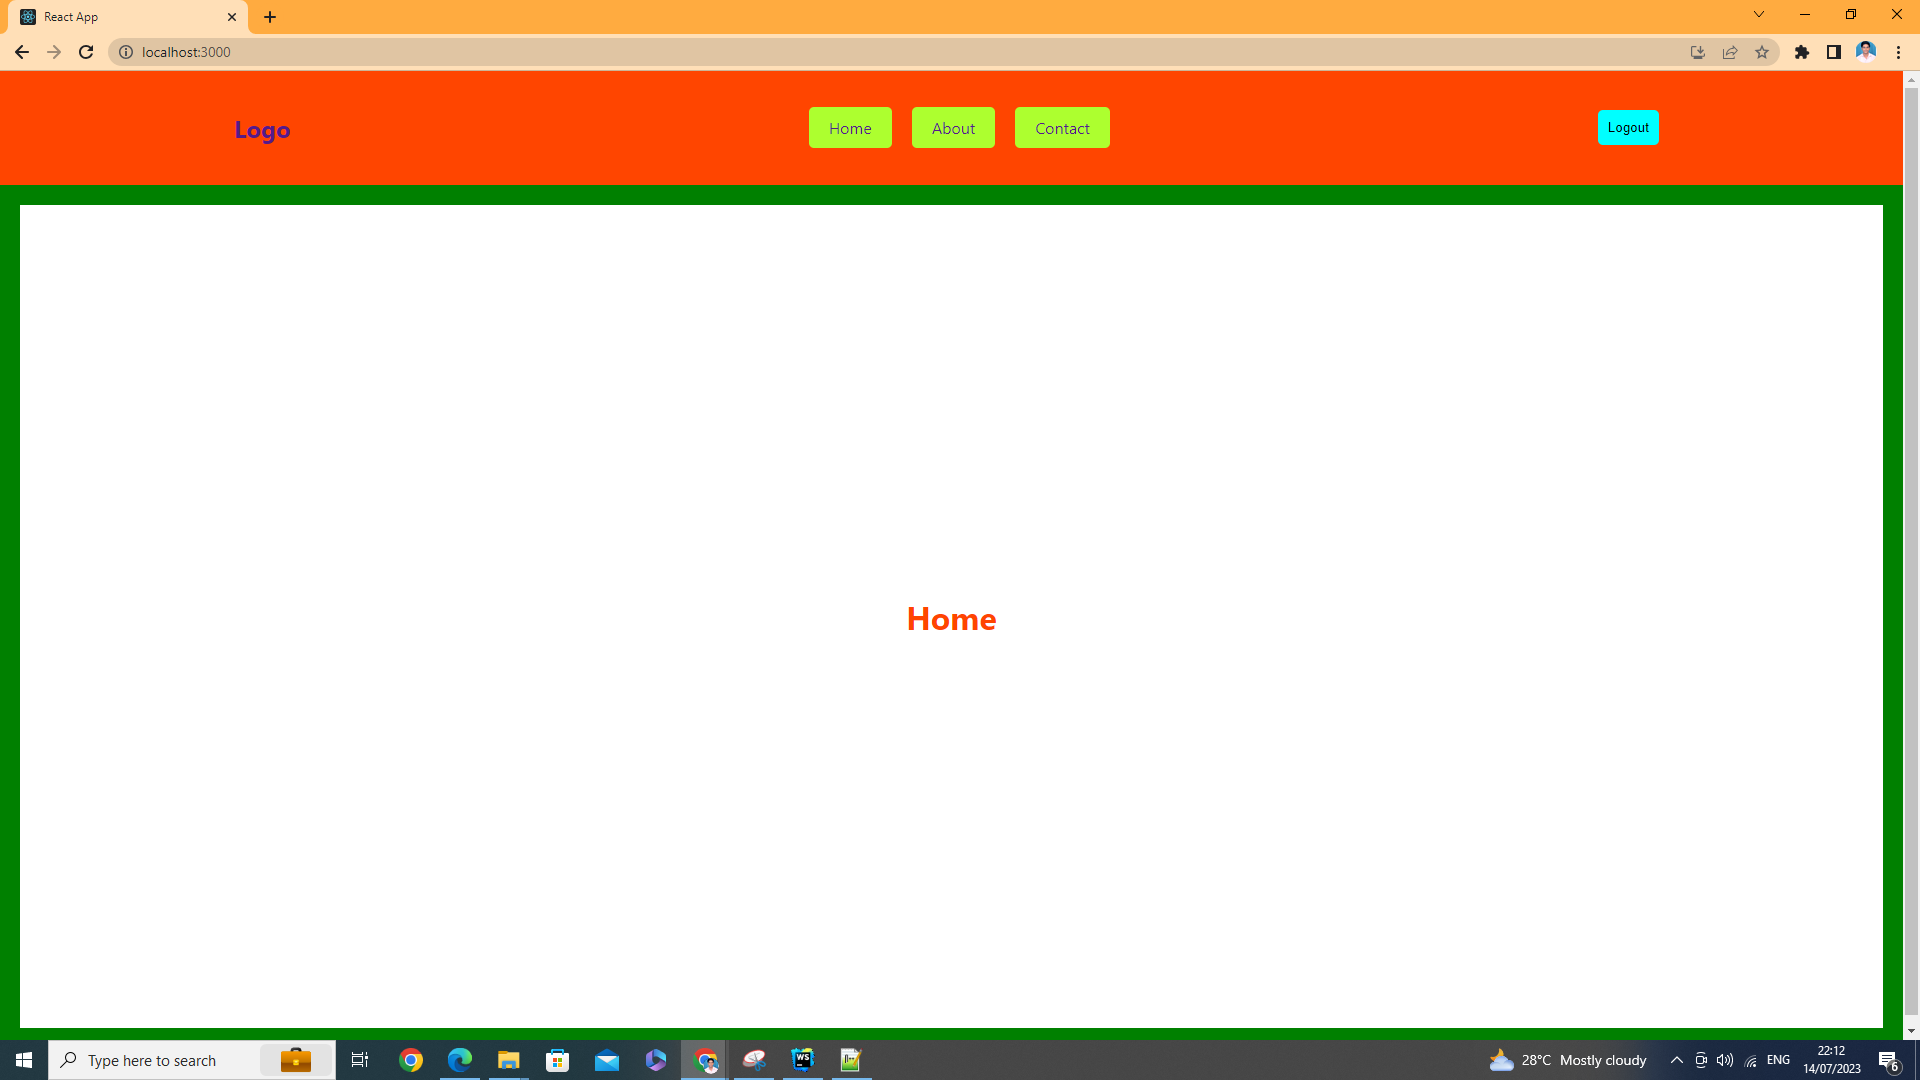 React App
localhost:3000
Logo
Home
About
Contact
Logout
Home
Type here to search
WS
28°C Mostly cloudy
ENG
22:12
14/07/2023
6